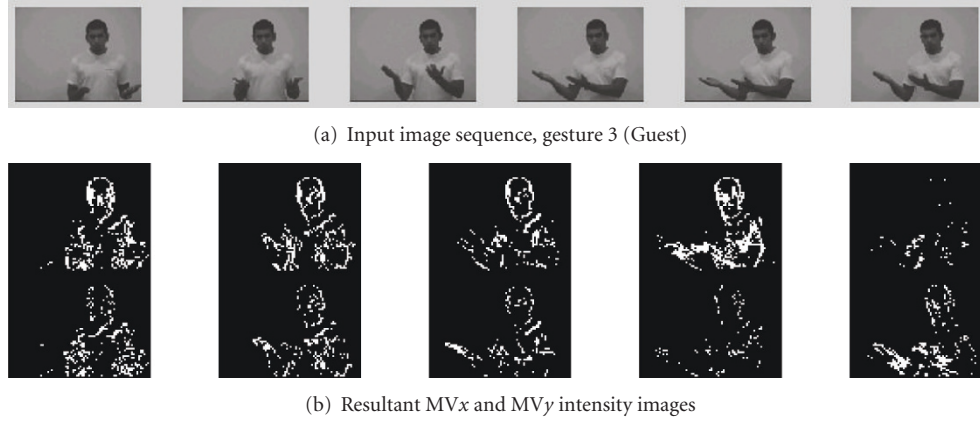 (a) Input image sequence, gesture 3 (Guest)
(b) Resultant MVx and MVy intensity images